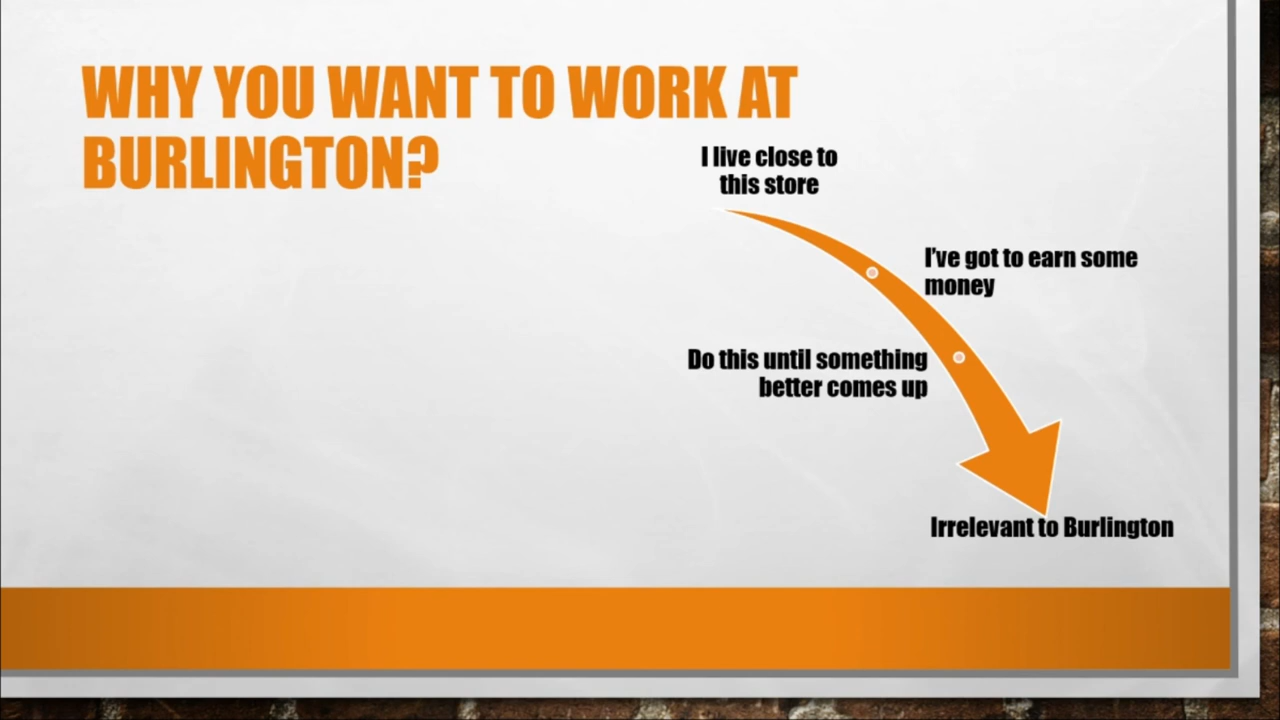 WHY YOU WANT TO WORK AT
BURLINGTON?
I live close to
this store
I've got to earn some
money
Do this until something
better comes up
Irrelevant to Burlington